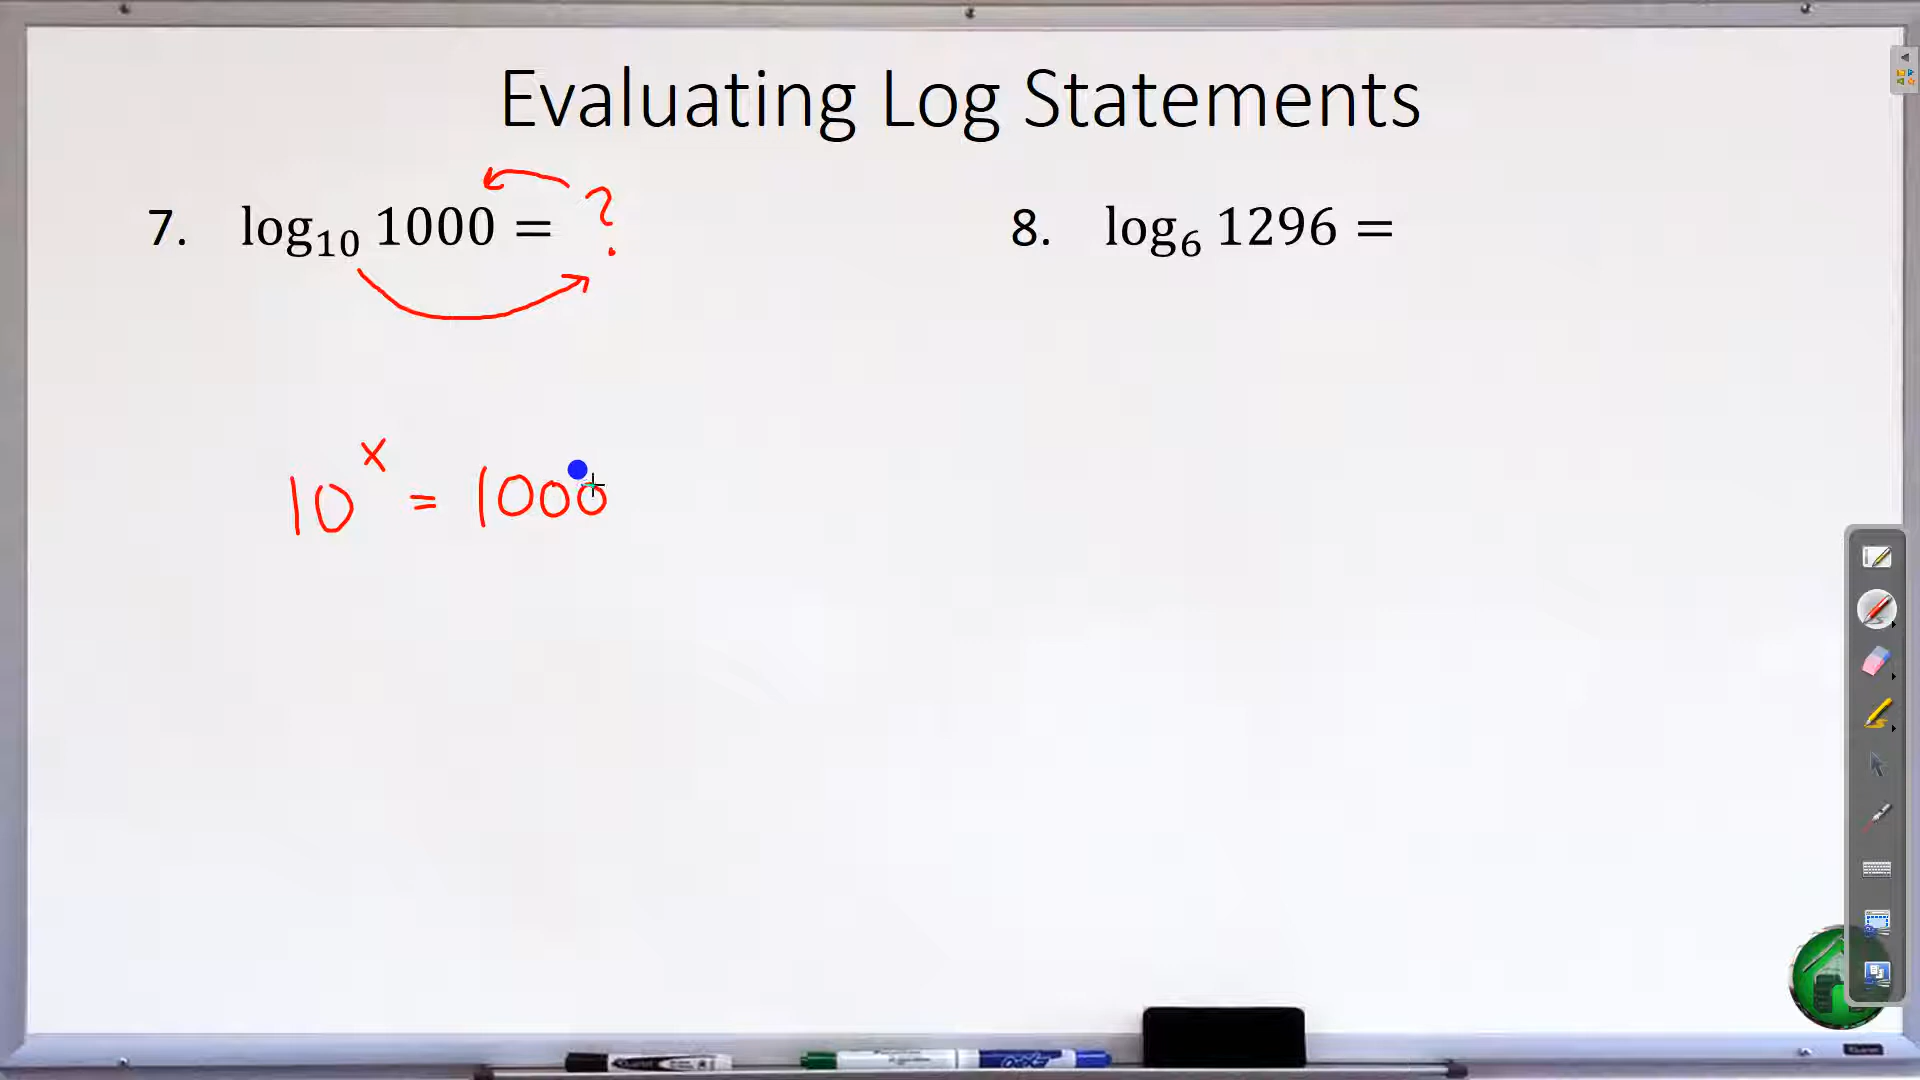 Evaluating Log Statements
7. log₁₀ 1000 = ?
8. log₆ 1296 =
10ˣ = 1000